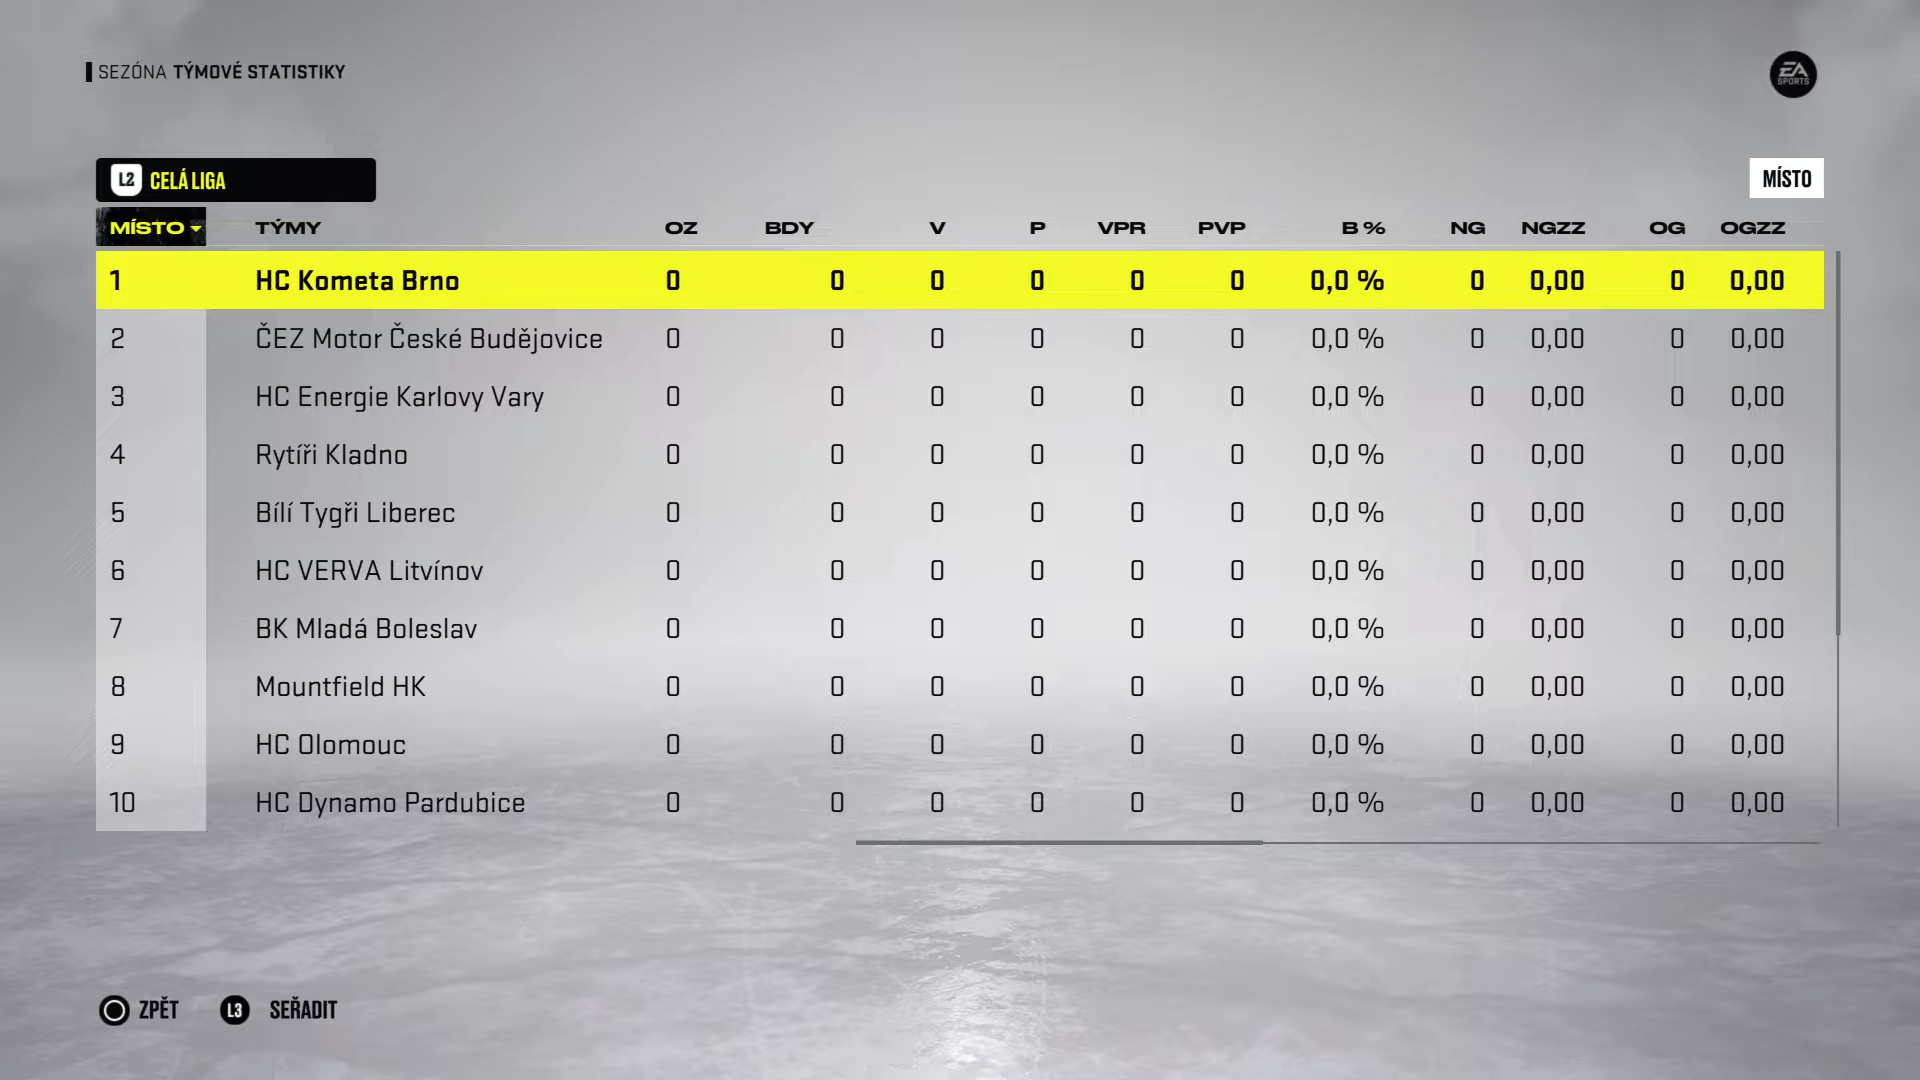 SEZÓNA TÝMOVÉ STATISTIKY
EA SPORTS
L2 CELÁ LIGA
MÍSTO
MÍSTO TÝMY OZ BDY V P VPR PVP B % NG NGZZ OG OGZZ
1 HC Kometa Brno 0 0 0 0 0 0 0,0 % 0 0,00 0 0,00
2 ČEZ Motor České Budějovice 0 0 0 0 0 0 0,0 % 0 0,00 0 0,00
3 HC Energie Karlovy Vary 0 0 0 0 0 0 0,0 % 0 0,00 0 0,00
4 Rytíři Kladno 0 0 0 0 0 0 0,0 % 0 0,00 0 0,00
5 Bílí Tygři Liberec 0 0 0 0 0 0 0,0 % 0 0,00 0 0,00
6 HC VERVA Litvínov 0 0 0 0 0 0 0,0 % 0 0,00 0 0,00
7 BK Mladá Boleslav 0 0 0 0 0 0 0,0 % 0 0,00 0 0,00
8 Mountfield HK 0 0 0 0 0 0 0,0 % 0 0,00 0 0,00
9 HC Olomouc 0 0 0 0 0 0 0,0 % 0 0,00 0 0,00
10 HC Dynamo Pardubice 0 0 0 0 0 0 0,0 % 0 0,00 0 0,00
ZPĚT L3 SEŘADIT